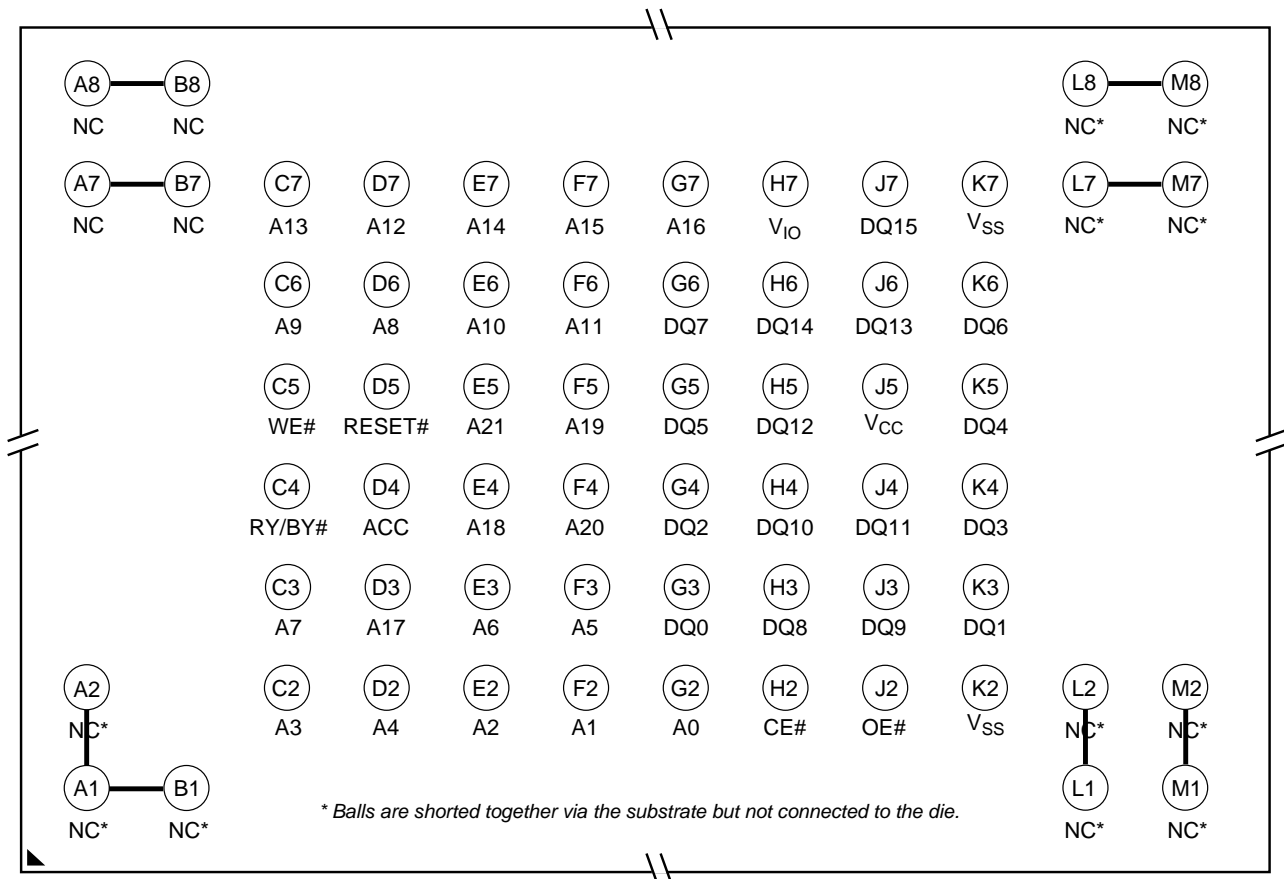 A8 B8 L8 M8
NC NC NC* NC*
A7 B7 C7 D7 E7 F7 G7 H7 J7 K7 L7 M7
NC NC A13 A12 A14 A15 A16 VIO DQ15 VSS NC* NC*
C6 D6 E6 F6 G6 H6 J6 K6
A9 A8 A10 A11 DQ7 DQ14 DQ13 DQ6
C5 D5 E5 F5 G5 H5 J5 K5
WE# RESET# A21 A19 DQ5 DQ12 VCC DQ4
C4 D4 E4 F4 G4 H4 J4 K4
RY/BY# ACC A18 A20 DQ2 DQ10 DQ11 DQ3
C3 D3 E3 F3 G3 H3 J3 K3
A7 A17 A6 A5 DQ0 DQ8 DQ9 DQ1
A2 C2 D2 E2 F2 G2 H2 J2 K2 L2 M2
NC* A3 A4 A2 A1 A0 CE# OE# VSS NC* NC*
A1 B1 L1 M1
* Balls are shorted together via the substrate but not connected to the die.
NC* NC* NC* NC*